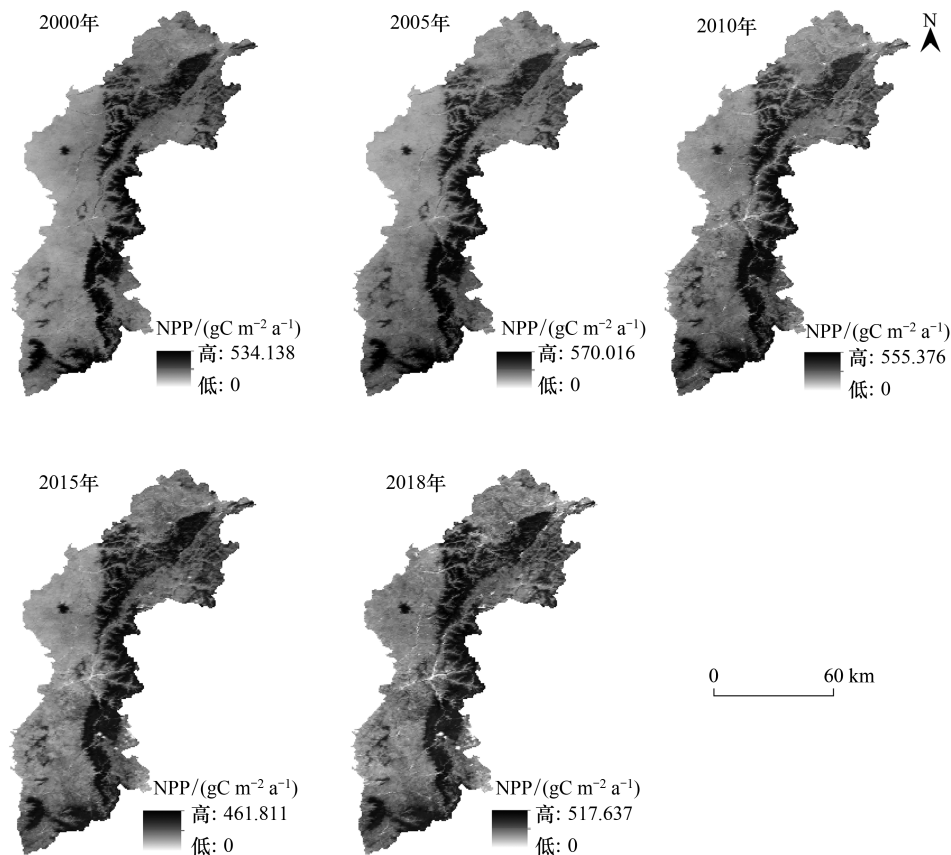 2000年
2005年
2010年
N
NPP/(gC m⁻² a⁻¹)
高: 534.138
低: 0
NPP/(gC m⁻² a⁻¹)
高: 570.016
低: 0
NPP/(gC m⁻² a⁻¹)
高: 555.376
低: 0
2015年
2018年
0 60 km
NPP/(gC m⁻² a⁻¹)
高: 461.811
低: 0
NPP/(gC m⁻² a⁻¹)
高: 517.637
低: 0